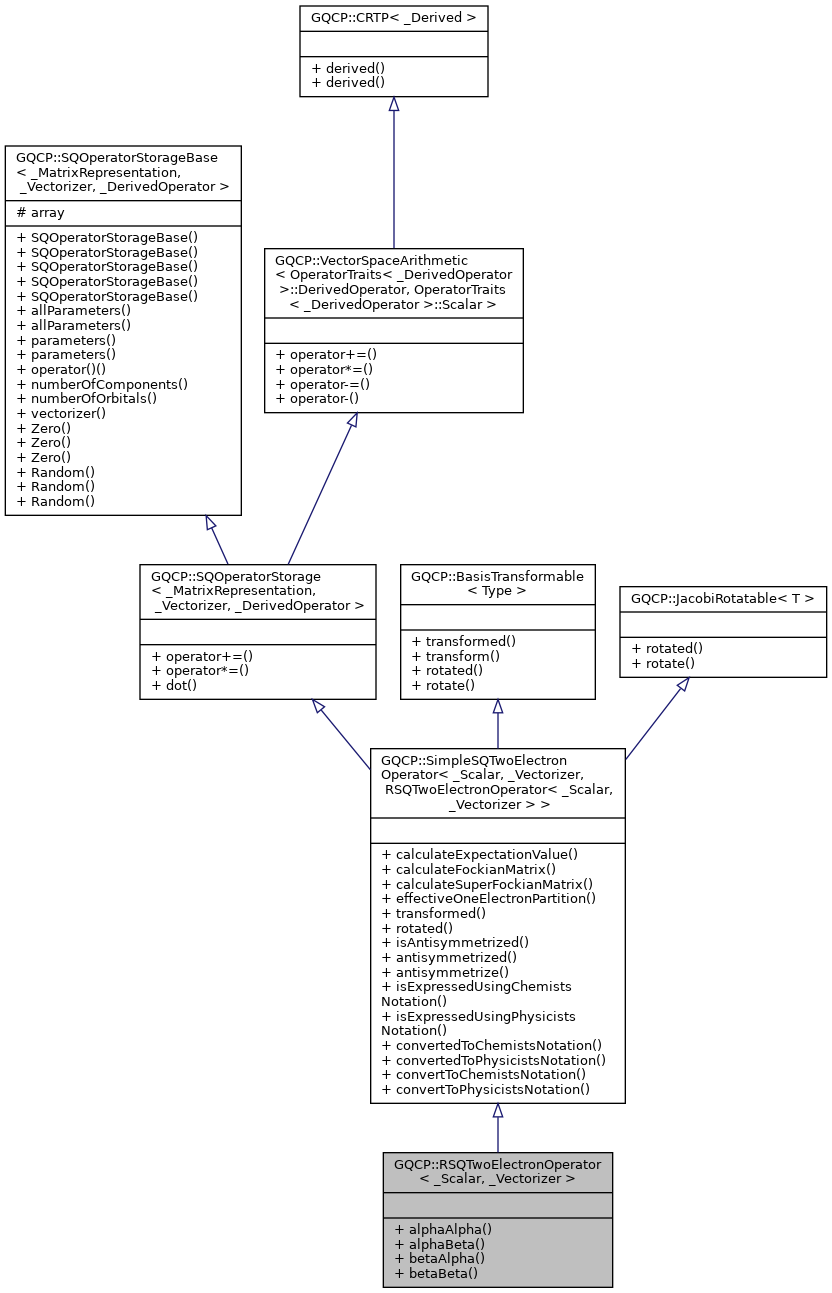 GQCP::CRTP< _Derived >
+ derived()
+ derived()
GQCP::SQOperatorStorageBase
< _MatrixRepresentation,
_Vectorizer, _DerivedOperator >
# array
+ SQOperatorStorageBase()
+ SQOperatorStorageBase()
+ SQOperatorStorageBase()
+ SQOperatorStorageBase()
+ SQOperatorStorageBase()
+ allParameters()
+ allParameters()
+ parameters()
+ parameters()
+ operator()()
+ numberOfComponents()
+ numberOfOrbitals()
+ vectorizer()
+ Zero()
+ Zero()
+ Zero()
+ Random()
+ Random()
+ Random()
GQCP::VectorSpaceArithmetic
< OperatorTraits< _DerivedOperator
>::DerivedOperator, OperatorTraits
< _DerivedOperator >::Scalar >
+ operator+=()
+ operator*=()
+ operator-=()
+ operator-()
GQCP::SQOperatorStorage
< _MatrixRepresentation,
_Vectorizer, _DerivedOperator >
+ operator+=()
+ operator*=()
+ dot()
GQCP::BasisTransformable
< Type >
+ transformed()
+ transform()
+ rotated()
+ rotate()
GQCP::JacobiRotatable< T >
+ rotated()
+ rotate()
GQCP::SimpleSQTwoElectron
Operator< _Scalar, _Vectorizer,
RSQTwoElectronOperator< _Scalar,
_Vectorizer > >
+ calculateExpectationValue()
+ calculateFockianMatrix()
+ calculateSuperFockianMatrix()
+ effectiveOneElectronPartition()
+ transformed()
+ rotated()
+ isAntisymmetrized()
+ antisymmetrized()
+ antisymmetrize()
+ isExpressedUsingChemists
Notation()
+ isExpressedUsingPhysicists
Notation()
+ convertedToChemistsNotation()
+ convertedToPhysicistsNotation()
+ convertToChemistsNotation()
+ convertToPhysicistsNotation()
GQCP::RSQTwoElectronOperator
< _Scalar, _Vectorizer >
+ alphaAlpha()
+ alphaBeta()
+ betaAlpha()
+ betaBeta()